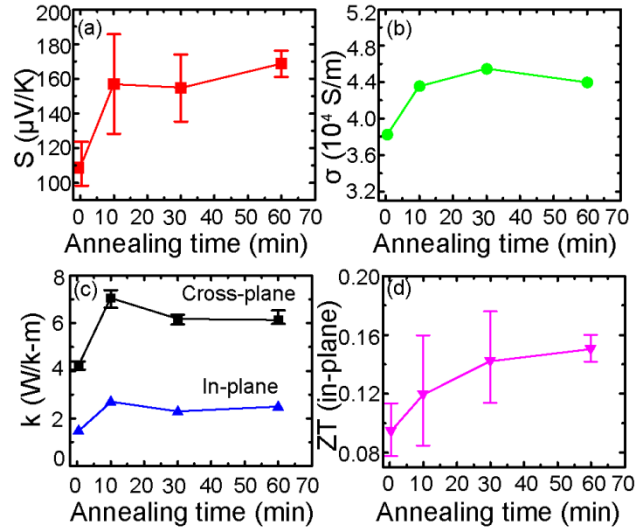 (a)
S (µV/K)
200
180
160
140
120
100
0 10 20 30 40 50 60 70
Annealing time (min)
(b)
σ (10⁴ S/m)
5.2
4.8
4.4
4.0
3.6
3.2
0 10 20 30 40 50 60 70
Annealing time (min)
(c)
k (W/k-m)
8
6
4
2
0
Cross-plane
In-plane
0 10 20 30 40 50 60 70
Annealing time (min)
(d)
ZT (in-plane)
0.20
0.16
0.12
0.08
0 10 20 30 40 50 60 70
Annealing time (min)